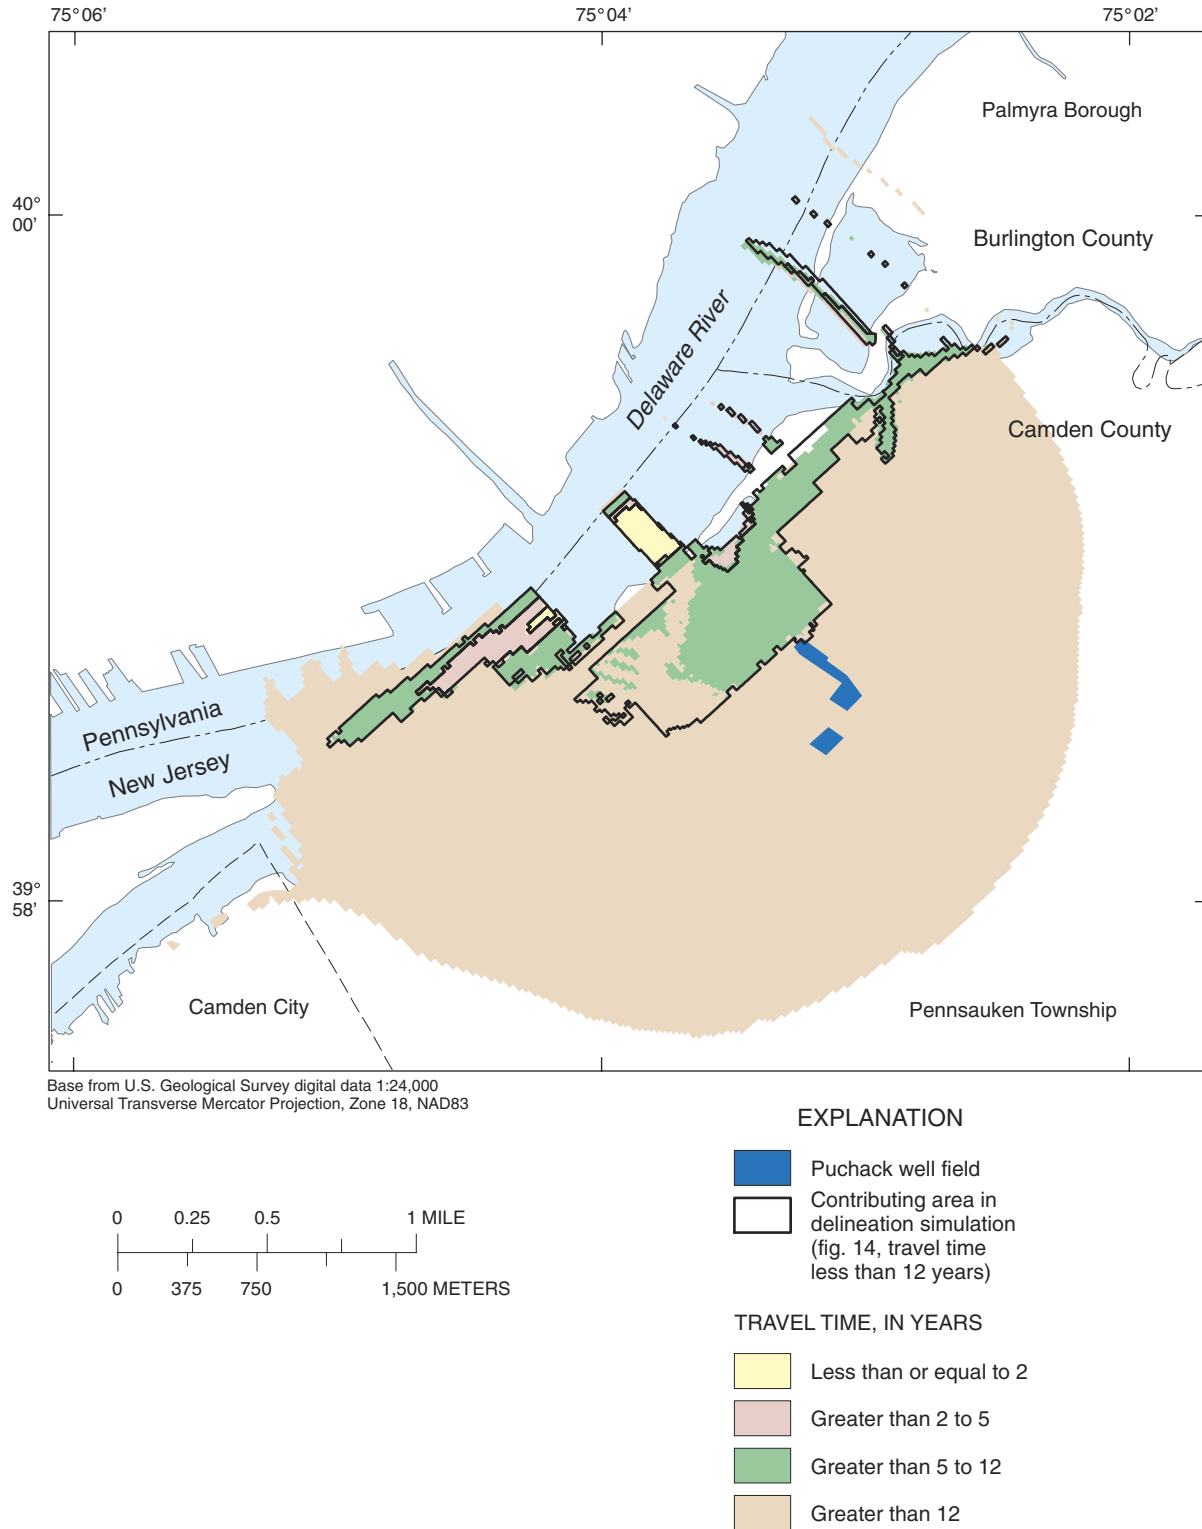 75° 06’
75° 04’
75° 02’
Palmyra Borough
40°
00’
Burlington County
Delaware River
Camden County
Pennsylvania
New Jersey
39°
58’
Camden City
Pennsauken Township
Base from U.S. Geological Survey digital data 1:24,000
Universal Transverse Mercator Projection, Zone 18, NAD83
EXPLANATION
Puchack well field
Contributing area in
delineation simulation
(fig. 14, travel time
less than 12 years)
0 0.25 0.5 1 MILE
0 375 750 1,500 METERS
TRAVEL TIME, IN YEARS
Less than or equal to 2
Greater than 2 to 5
Greater than 5 to 12
Greater than 12